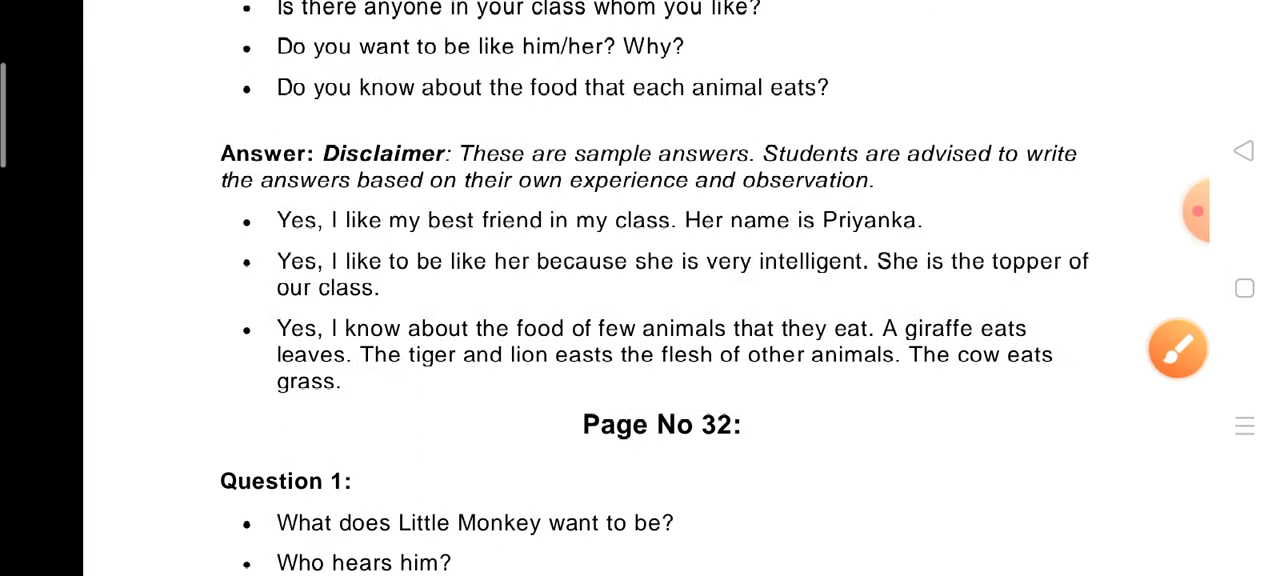 Is there anyone in your class whom you like?
Do you want to be like him/her? Why?
Do you know about the food that each animal eats?
Answer: Disclaimer: These are sample answers. Students are advised to write
the answers based on their own experience and observation.
Yes, I like my best friend in my class. Her name is Priyanka.
Yes, I like to be like her because she is very intelligent. She is the topper of
our class.
Yes, I know about the food of few animals that they eat. A giraffe eats
leaves. The tiger and lion easts the flesh of other animals. The cow eats
grass.
Page No 32:
Question 1:
What does Little Monkey want to be?
Who hears him?